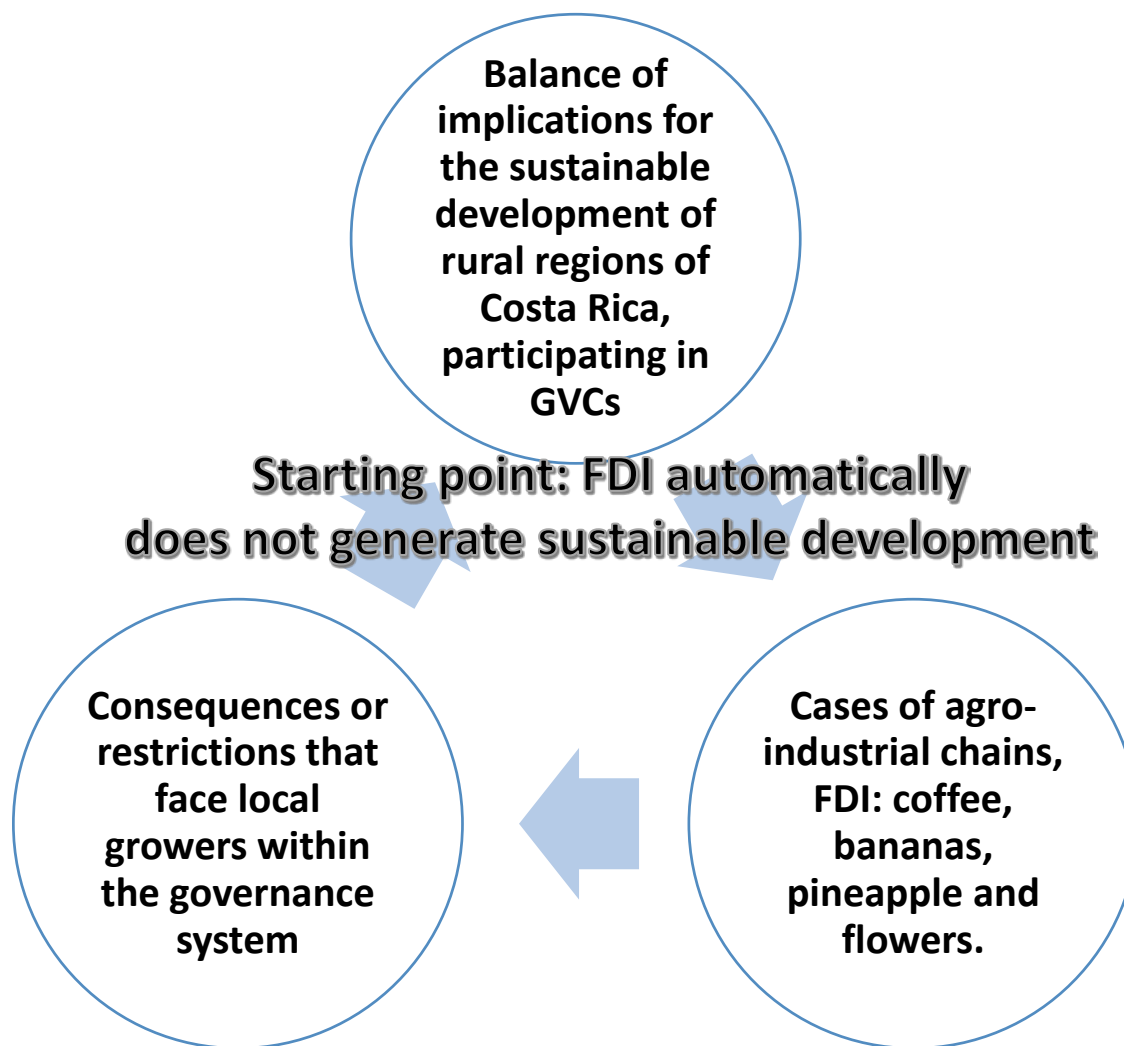 Balance of
implications for
the sustainable
development of
rural regions of
Costa Rica,
participating in
GVCs
Starting point: FDI automatically
does not generate sustainable development
Consequences or
restrictions that
face local
growers within
the governance
system
Cases of agro-
industrial chains,
FDI: coffee,
bananas,
pineapple and
flowers.